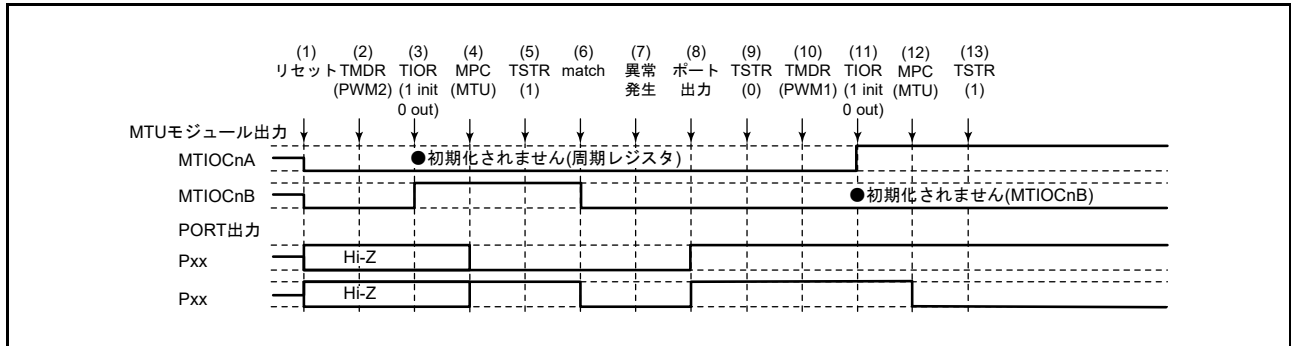 (1) (2) (3) (4) (5) (6) (7) (8) (9) (10) (11) (12) (13)
リセット TMDR TIOR MPC TSTR match 異常 ポート TSTR TMDR TIOR MPC TSTR
(PWM2) (1 init (MTU) (1) 発生 出力 (0) (PWM1) (1 init (MTU) (1)
0 out) 0 out)
MTUモジュール出力
MTIOCnA ●初期化されません(周期レジスタ)
MTIOCnB ●初期化されません(MTIOCnB)
PORT出力
Pxx Hi-Z
Pxx Hi-Z